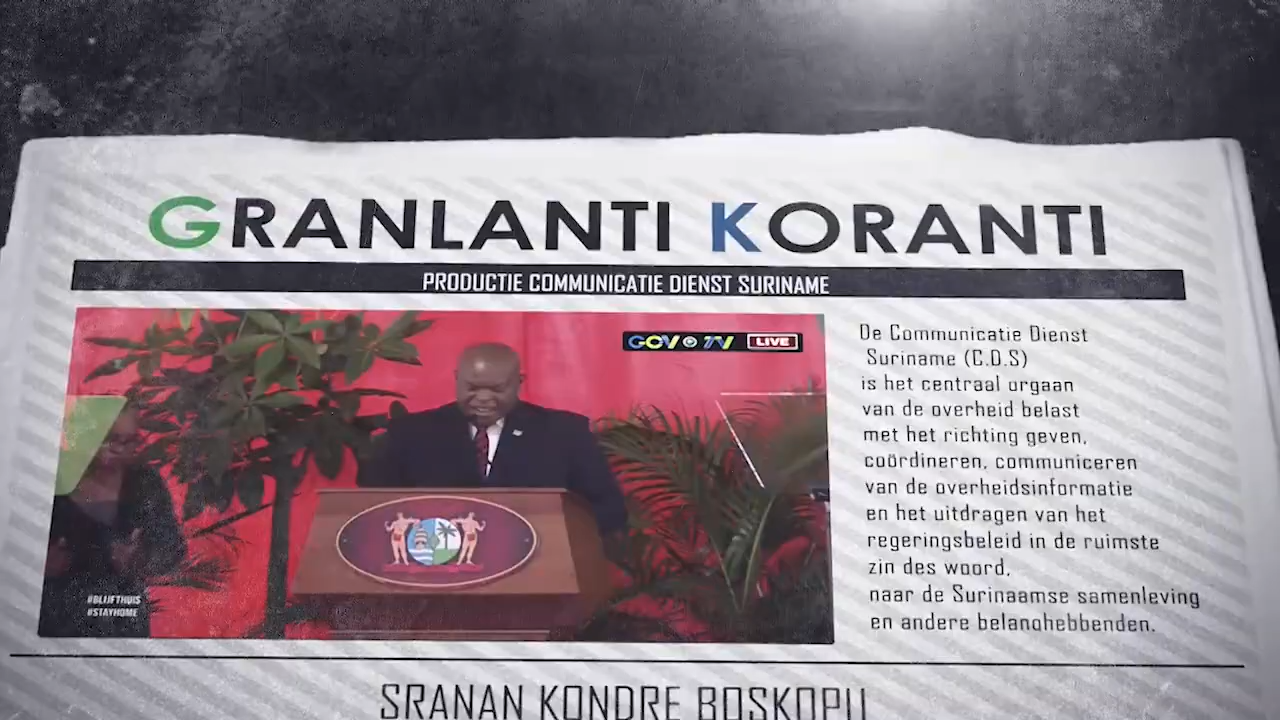 GRANLANTI KORANTI
PRODUCTIE COMMUNICATIE DIENST SURINAME
GOV TV LIVE
#BLIJFTHUIS
#STAYHOME
De Communicatie Dienst
Suriname (C.D.S)
is het centraal urgaan
van de overheid belast
met het richting geven,
coördineren, communiceren
van de overheidsinformatie
en het uitdragen van het
regeringsbeleid in de ruimste
zin des woord,
naar de Surinaamse samenleving
en andere belanghebbenden.
SRANAN KONDRE BOSKOPU